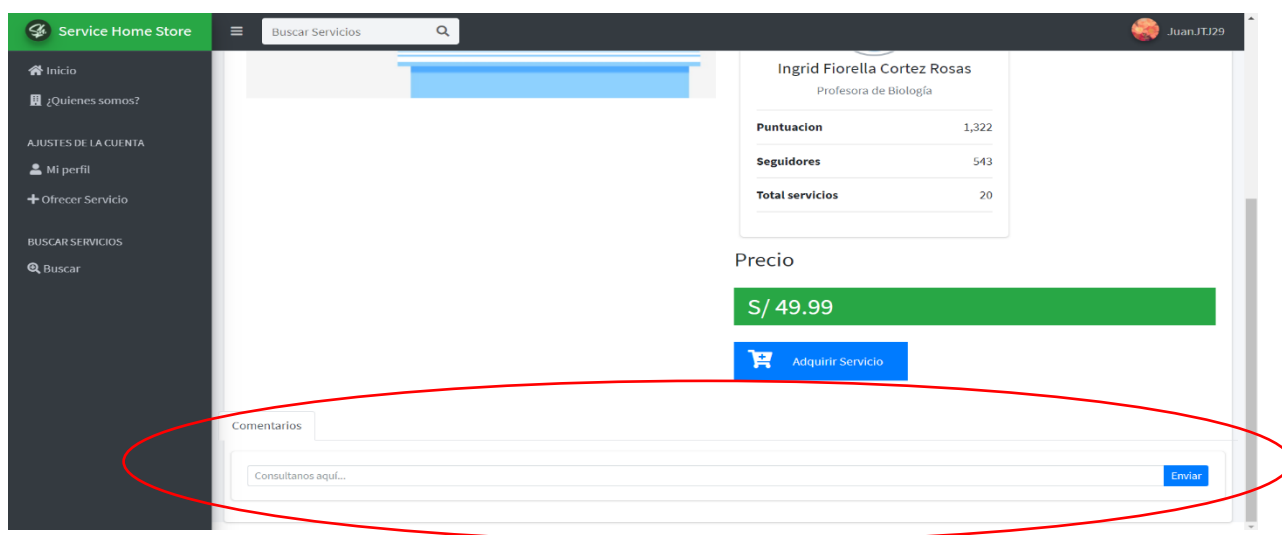 Service Home Store
Buscar Servicios
JuanJTJ29
Inicio
¿Quienes somos?
AJUSTES DE LA CUENTA
Mi perfil
Ofrecer Servicio
BUSCAR SERVICIOS
Buscar
Ingrid Fiorella Cortez Rosas
Profesora de Biología
Puntuacion 1,322
Seguidores 543
Total servicios 20
Precio
S/ 49.99
Adquirir Servicio
Comentarios
Consultanos aquí...
Enviar